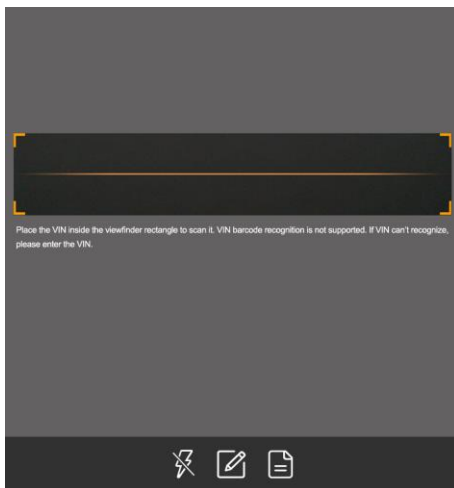 Place the VIN inside the viewfinder rectangle to scan it. VIN barcode recognition is not supported. If VIN can't recognize,
please enter the VIN.